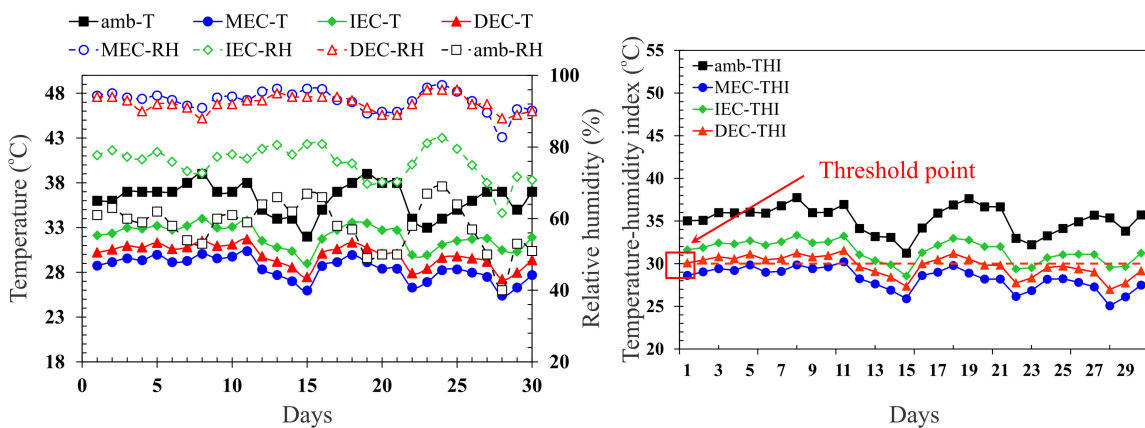 amb-T MEC-T IEC-T DEC-T
MEC-RH IEC-RH DEC-RH amb-RH
48
43
38
33
28
23
18
100
80
60
40
20
0 5 10 15 20 25 30
Temperature (°C)
Relative humidity (%)
Days
55
50
45
40
35
30
25
20
amb-THI
MEC-THI
IEC-THI
DEC-THI
Threshold point
1 3 5 7 9 11 13 15 17 19 21 23 25 27 29
Temperature-humidity index (°C)
Days